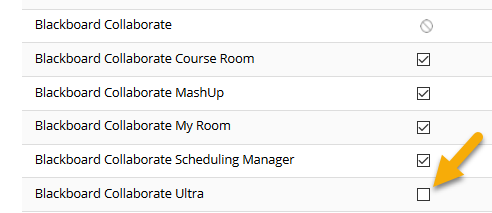 Blackboard Collaborate
Blackboard Collaborate Course Room
Blackboard Collaborate MashUp
Blackboard Collaborate My Room
Blackboard Collaborate Scheduling Manager
Blackboard Collaborate Ultra